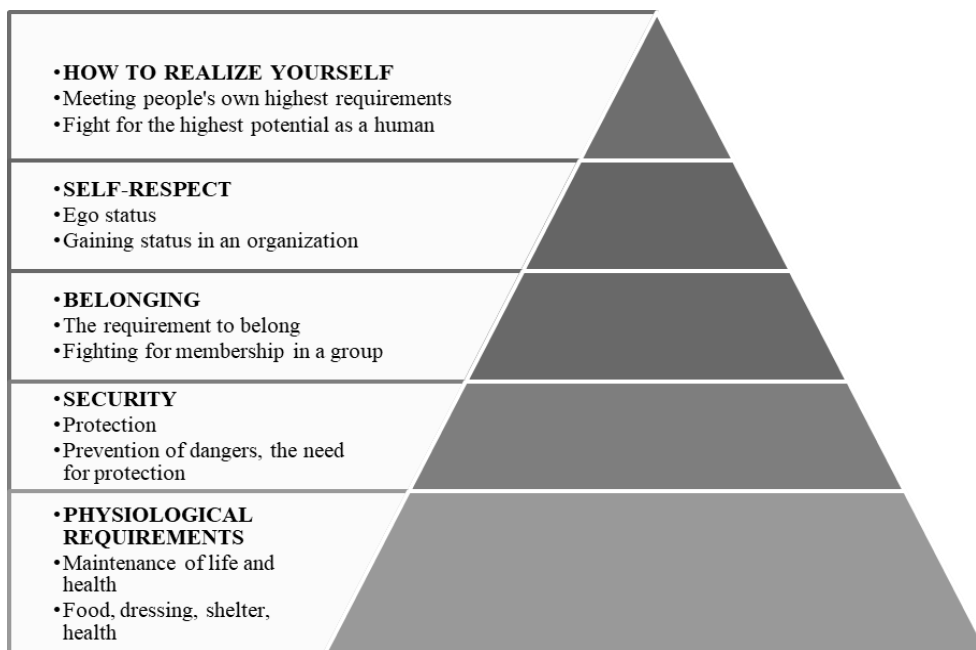 •HOW TO REALIZE YOURSELF
•Meeting people's own highest requirements
•Fight for the highest potential as a human
•SELF-RESPECT
•Ego status
•Gaining status in an organization
•BELONGING
•The requirement to belong
•Fighting for membership in a group
•SECURITY
•Protection
•Prevention of dangers, the need
for protection
•PHYSIOLOGICAL
REQUIREMENTS
•Maintenance of life and
health
•Food, dressing, shelter,
health